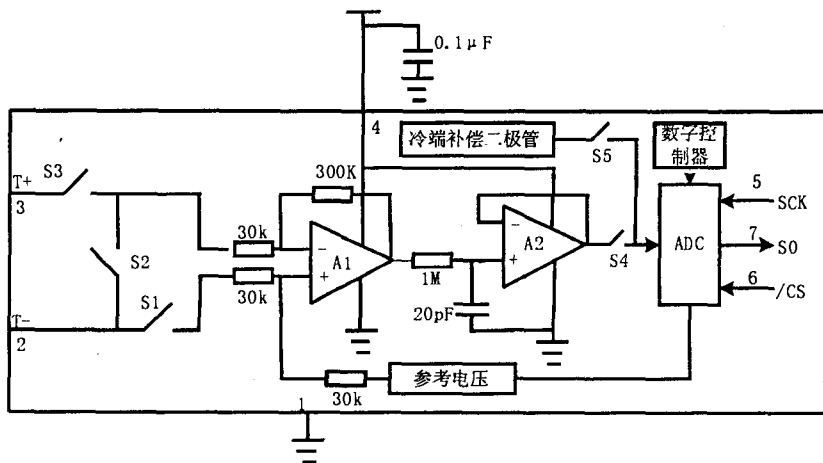 0.1μF
4
冷端补偿二极管
S5
数字控
制器
T+
3
S3
300K
5
SCK
30k
S2
A1
A2
ADC
7
SO
S4
30k
1M
6
/CS
S1
T-
2
20pF
参考电压
30k
1